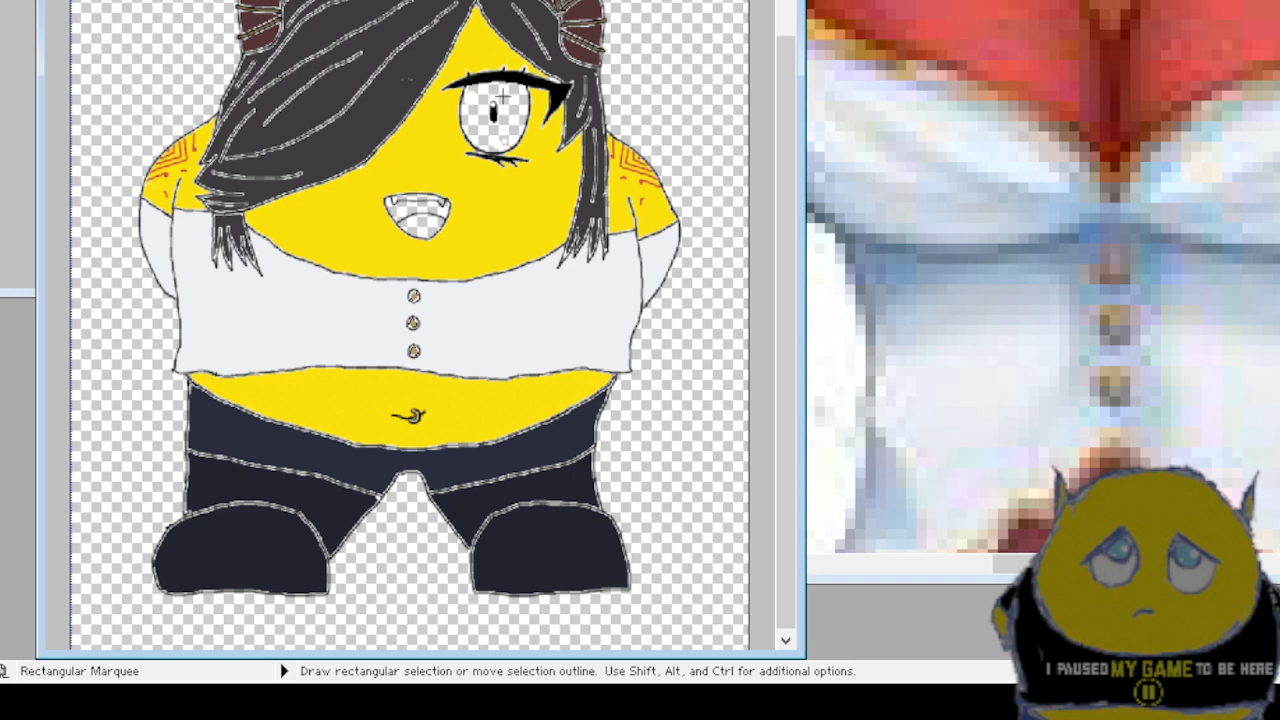 Rectangular Marquee
Draw rectangular selection or move selection outline. Use Shift, Alt, and Ctrl for additional options.
I PAUSED MY GAME TO BE HERE